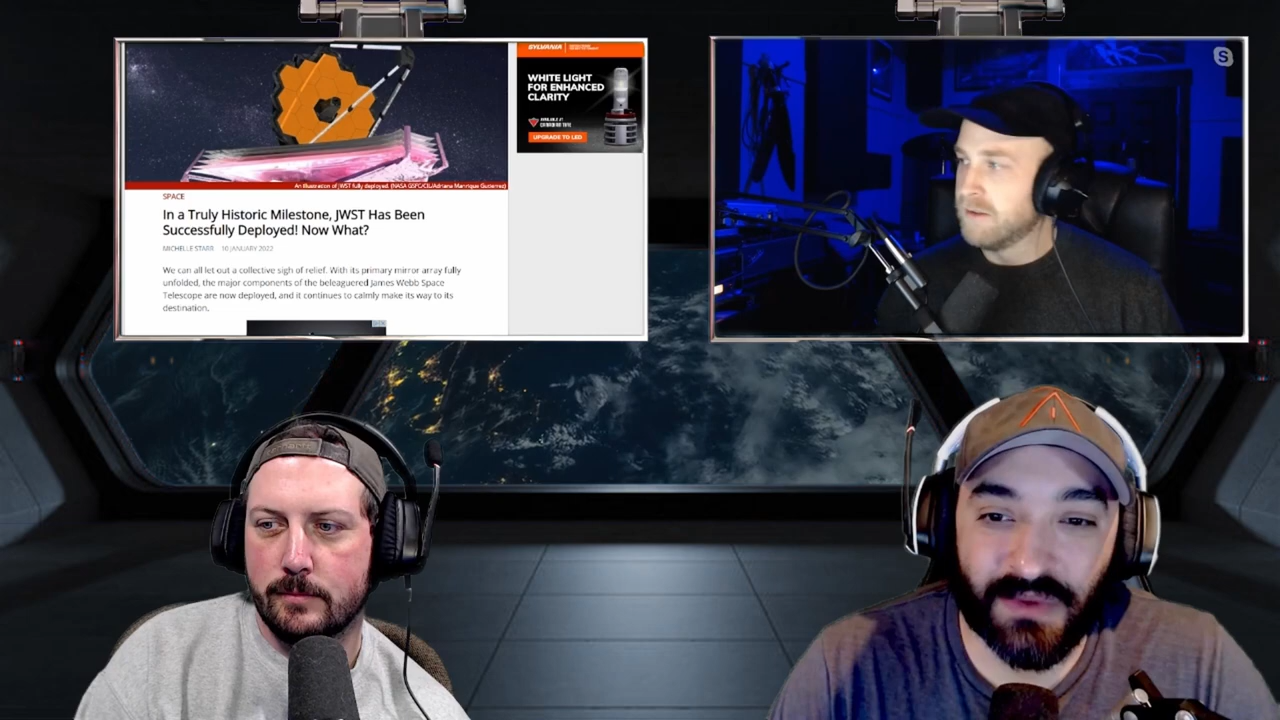 SYLVANIA
WHITE LIGHT
FOR ENHANCED
CLARITY
AVAILABLE AT
CANADIAN TIRE
UPGRADE TO LED
S
An illustration of JWST fully deployed. (NASA GSFC/CIL/Adriana Manrique Gutierrez)
SPACE
In a Truly Historic Milestone, JWST Has Been
Successfully Deployed! Now What?
MICHELLE STARR 10 JANUARY 2022
We can all let out a collective sigh of relief. With its primary mirror array fully
unfolded, the major components of the beleaguered James Webb Space
Telescope are now deployed, and it continues to calmly make its way to its
destination.